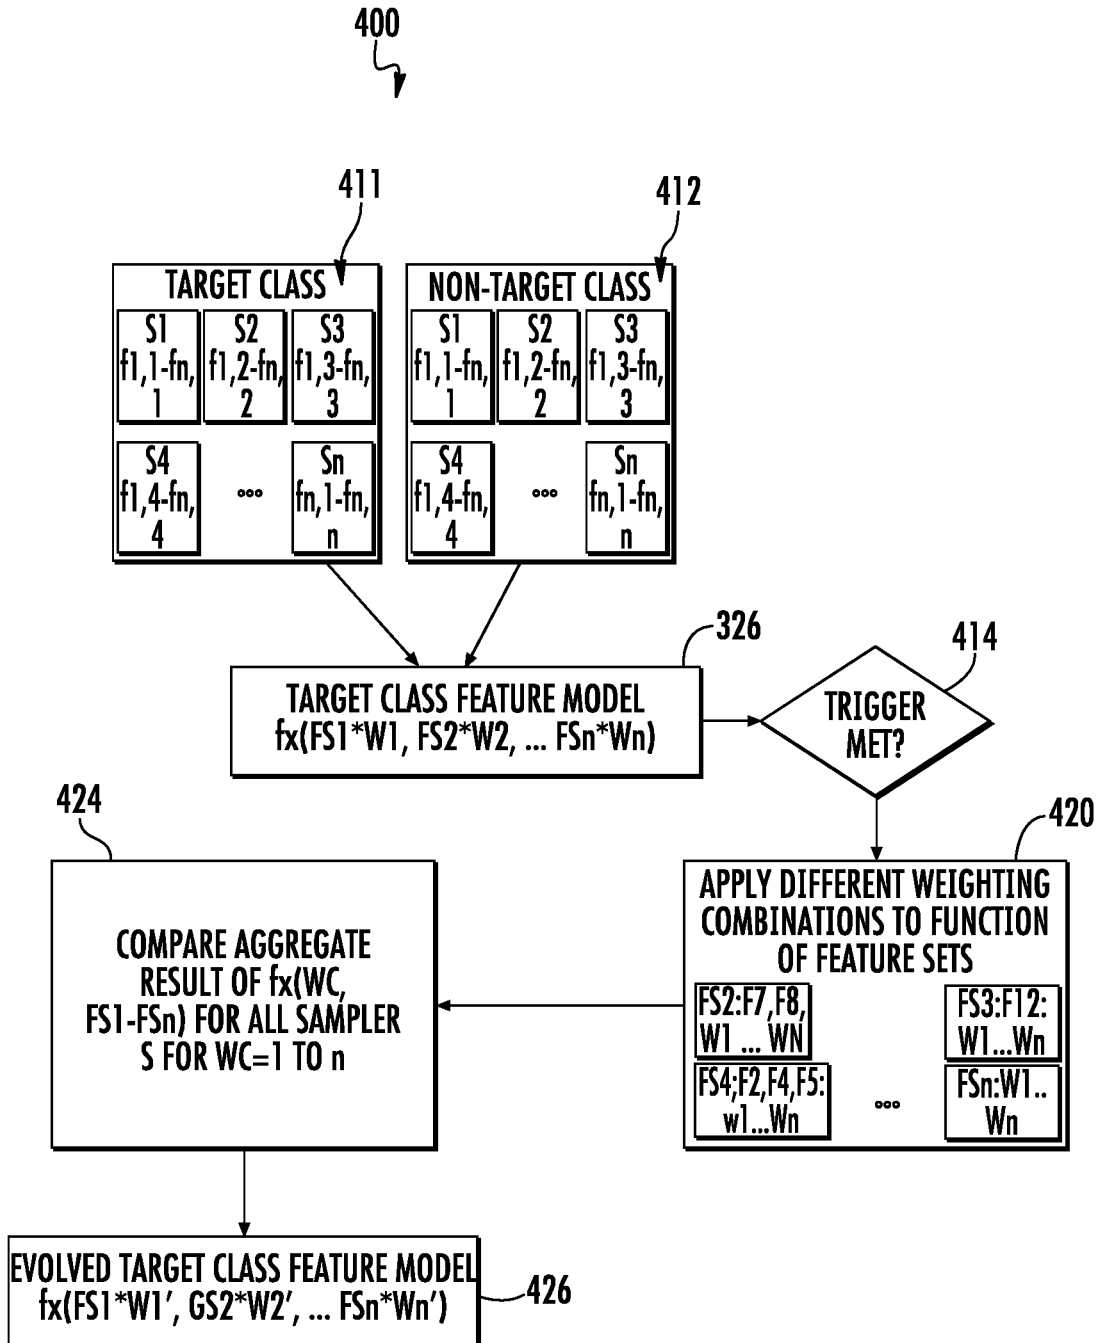 400
411
412
TARGET CLASS
S1
f1,1-fn,
1
S2
f1,2-fn,
2
S3
f1,3-fn,
3
S4
f1,4-fn,
4
ooo
Sn
fn,1-fn,
n
NON-TARGET CLASS
S1
f1,1-fn,
1
S2
f1,2-fn,
2
S3
f1,3-fn,
3
S4
f1,4-fn,
4
ooo
Sn
fn,1-fn,
n
326
TARGET CLASS FEATURE MODEL
fx(FS1*W1, FS2*W2, ... FSn*Wn)
414
TRIGGER
MET?
420
APPLY DIFFERENT WEIGHTING
COMBINATIONS TO FUNCTION
OF FEATURE SETS
FS2:F7,F8,
W1 ... WN
FS3:F12:
W1...Wn
FS4;F2,F4,F5:
w1...Wn
ooo
FSn:W1..
Wn
424
COMPARE AGGREGATE
RESULT OF fx(WC,
FS1-FSn) FOR ALL SAMPLER
S FOR WC=1 TO n
EVOLVED TARGET CLASS FEATURE MODEL
fx(FS1*W1', GS2*W2', ... FSn*Wn')
426